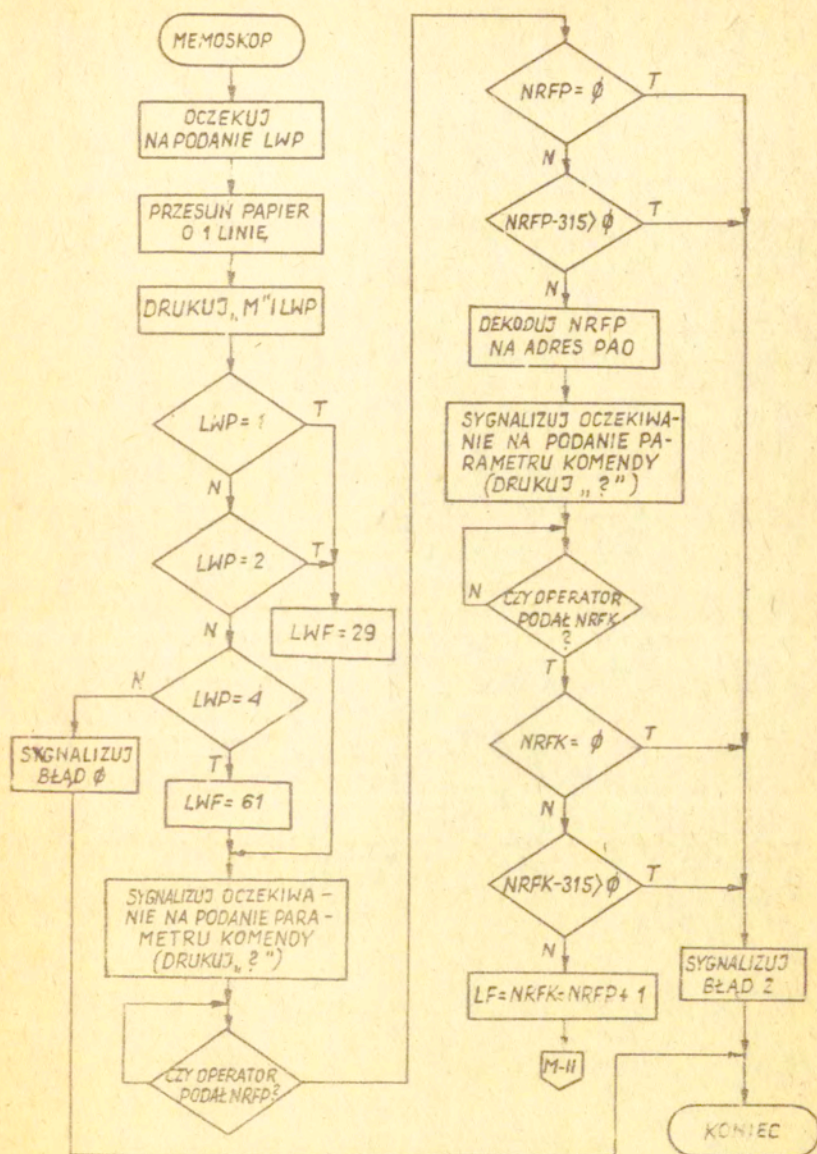 MEMOSKOP
OCZEKUJ
NA PODANIE LWP
PRZESUŃ PAPIER
O 1 LINIĘ
DRUKUJ „M" I LWP
LWP = 1
T
N
LWP = 2
T
N
LWF = 29
LWP = 4
N
T
SYGNALIZUJ
BŁĄD ϕ
LWF = 61
SYGNALIZUJ OCZEKIWA-
NIE NA PODANIE PARA-
METRU KOMENDY
(DRUKUJ „?")
CZY OPERATOR
PODAŁ NRFP?
NRFP = ϕ
T
N
NRFP-315> ϕ
T
N
DEKODUJ NRFP
NA ADRES PAO
SYGNALIZUJ OCZEKIWA-
NIE NA PODANIE PA-
RAMETRU KOMENDY
(DRUKUJ „?")
N
CZY OPERATOR
PODAŁ NRFK
?
T
NRFK = ϕ
T
N
NRFK-315> ϕ
T
N
LF=NRFK-NRFP+ 1
M-II
SYGNALIZUJ
BŁĄD 2
KONIEC